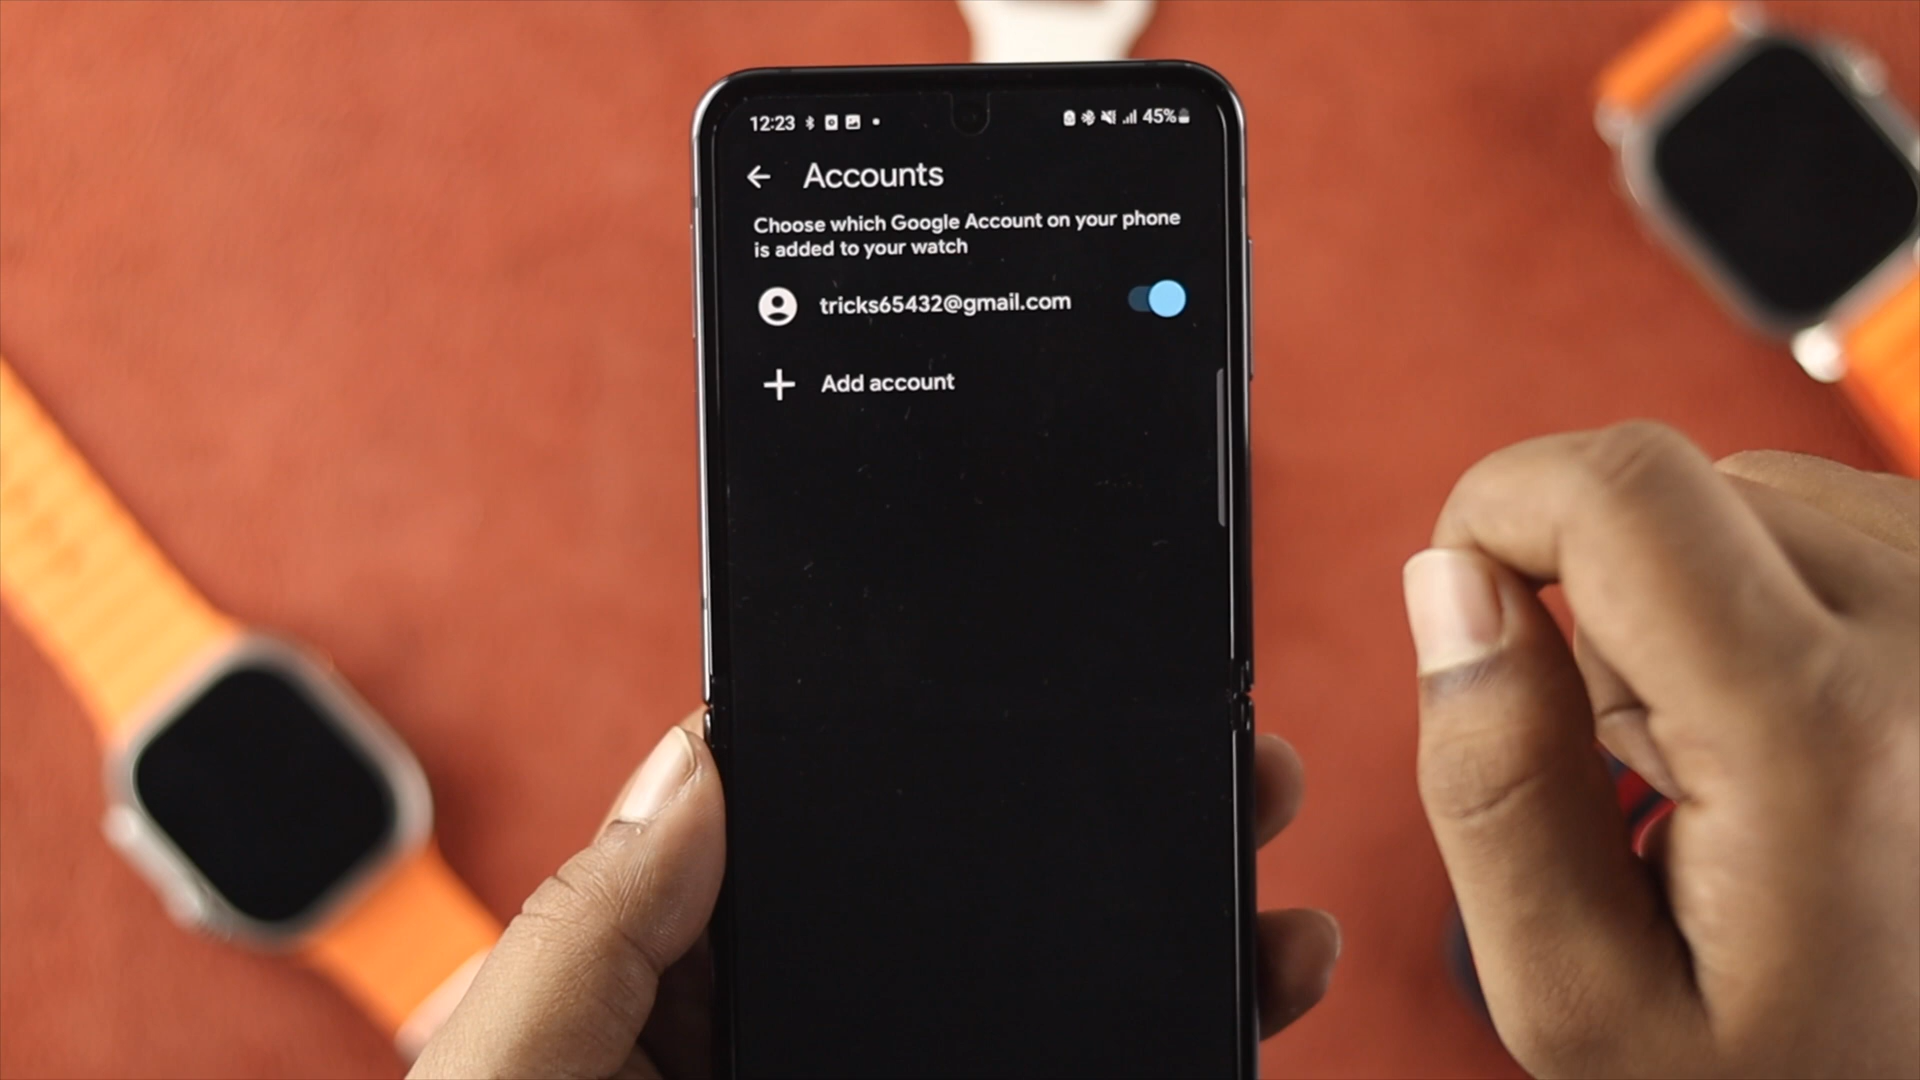 12:23
45%
Accounts
Choose which Google Account on your phone
is added to your watch
tricks65432@gmail.com
Add account